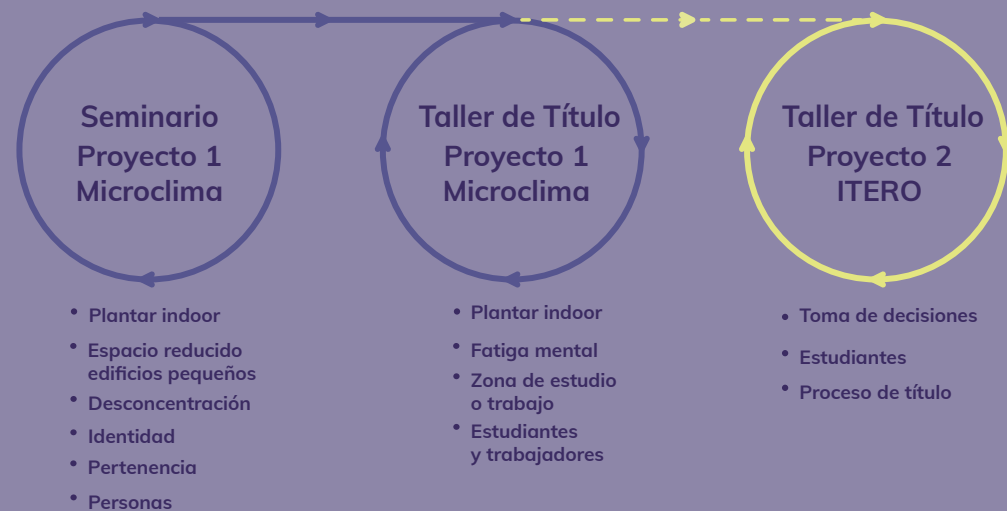 Seminario
Proyecto 1
Microclima
• Plantar indoor
• Espacio reducido
edificios pequeños
• Desconcentración
• Identidad
• Pertenencia
• Personas
Taller de Título
Proyecto 1
Microclima
• Plantar indoor
• Fatiga mental
• Zona de estudio
o trabajo
• Estudiantes
y trabajadores
Taller de Título
Proyecto 2
ITERO
• Toma de decisiones
• Estudiantes
• Proceso de título